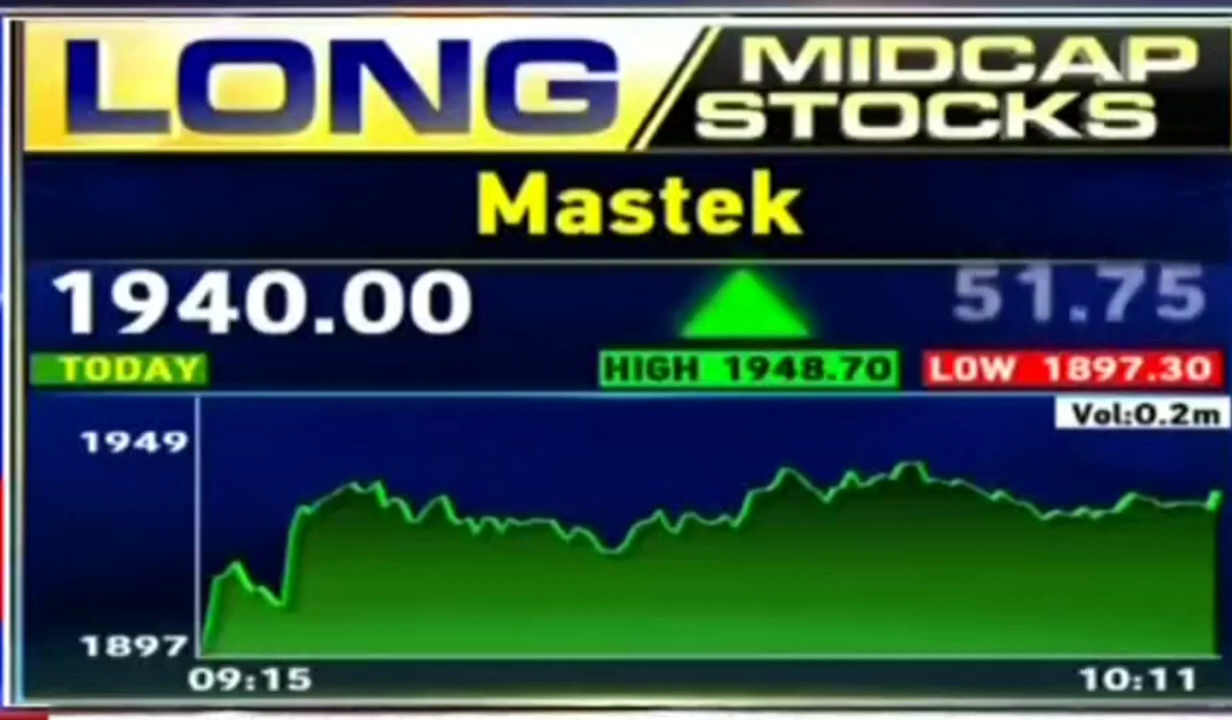 LONG
MIDCAP
STOCKS
Mastek
1940.00 51.75
TODAY HIGH 1948.70 LOW 1897.30
Vol:0.2m
1949
1897
09:15 10:11